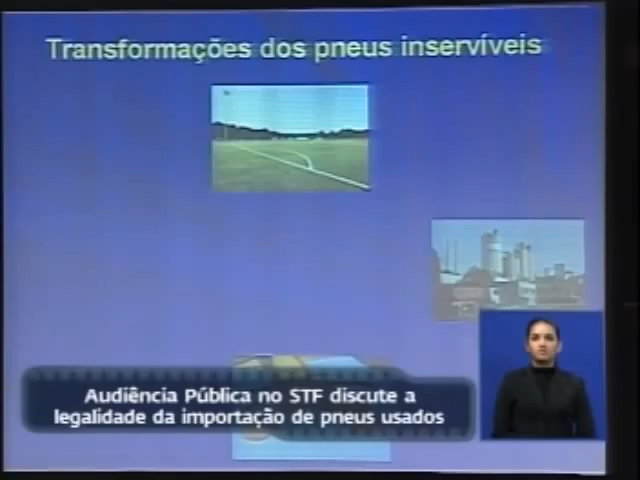 Transformações dos pneus inservíveis
Audiência Pública no STF discute a
legalidade da importação de pneus usados